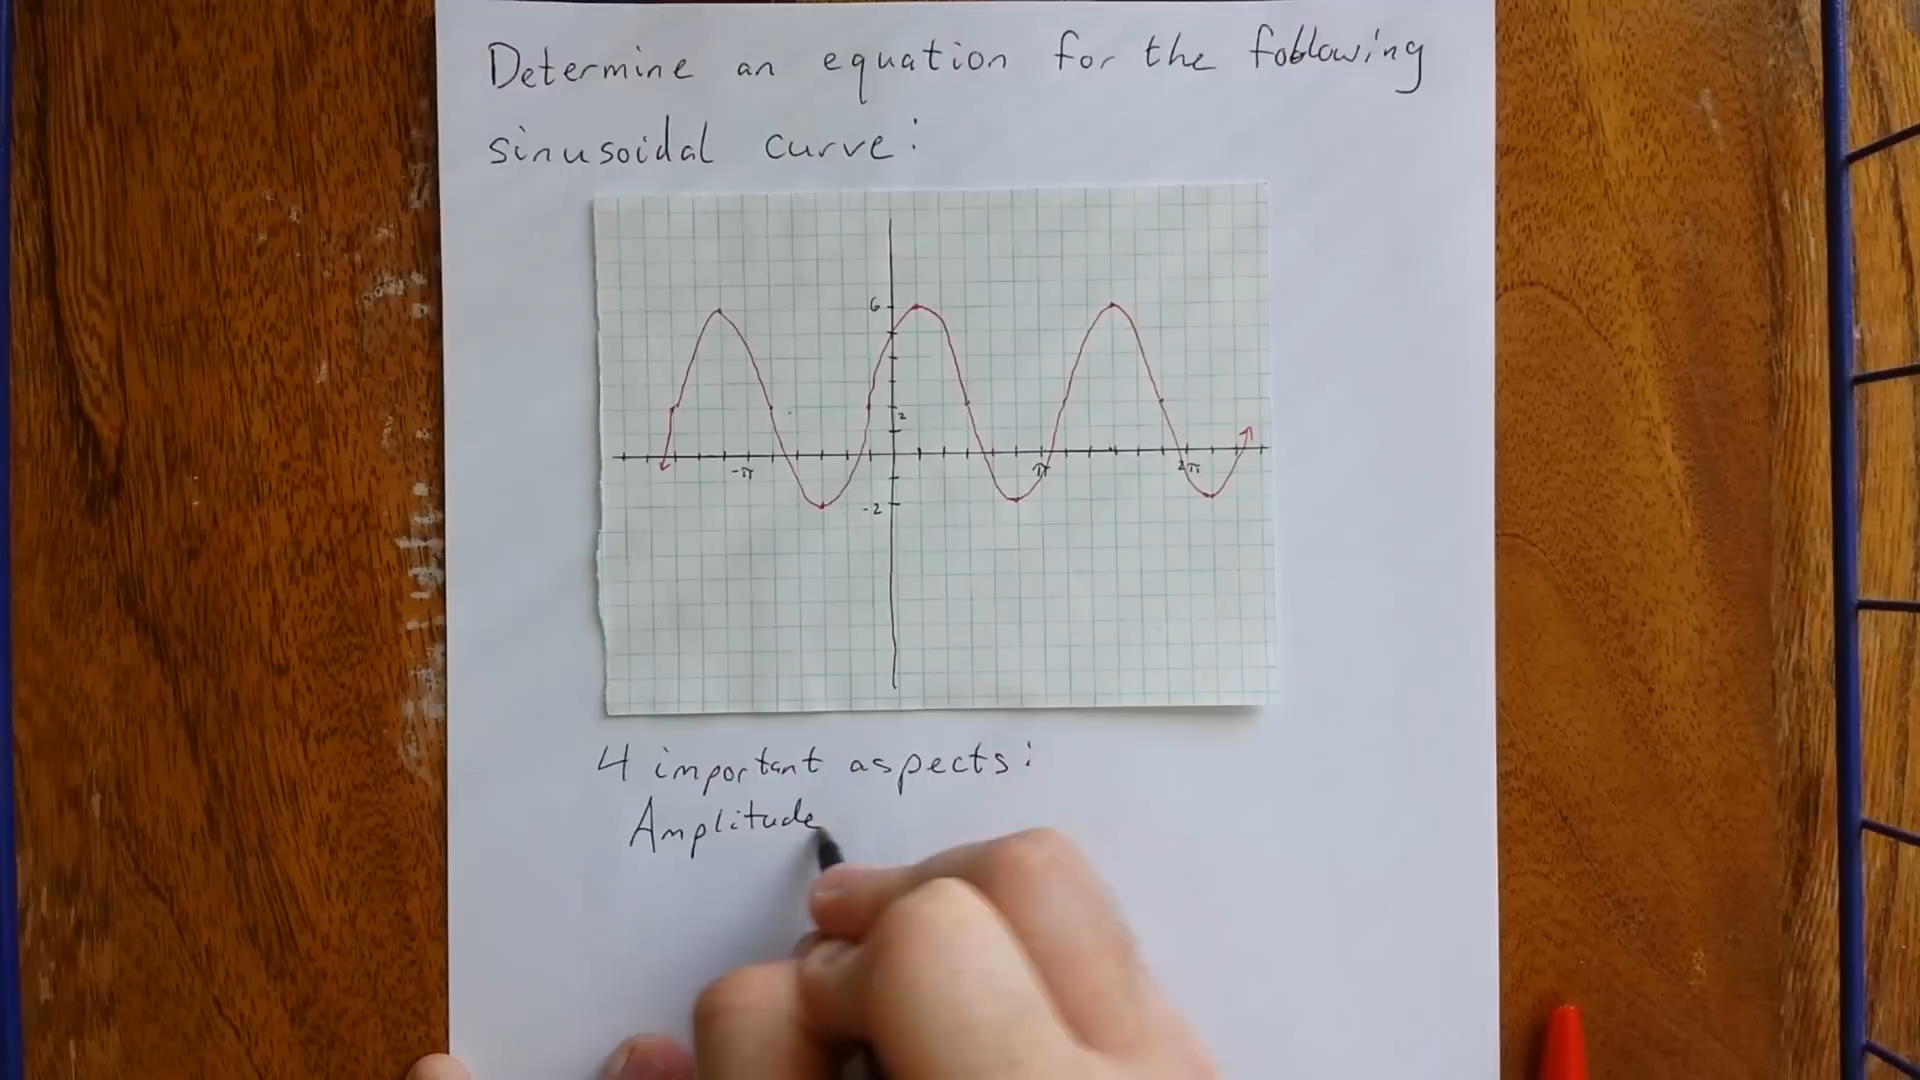 Determine an equation for the following
sinusoidal curve:
6
2
-π
π
2π
-2
4 important aspects:
Amplitude